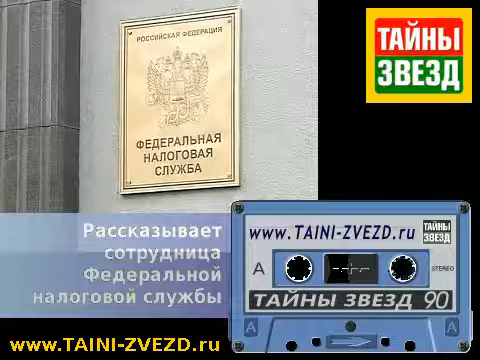 РОССИЙСКАЯ ФЕДЕРАЦИЯ
ФЕДЕРАЛЬНАЯ
НАЛОГОВАЯ
СЛУЖБА
ТАЙНЫ
ЗВЕЗД
Рассказывает
сотрудница
Федеральной
налоговой службы
www.TAINI-ZVEZD.ru
ТАЙНЫ
ЗВЕЗД
A
STEREO
ТАЙНЫ ЗВЕЗД 90
A
A
www.TAINI-ZVEZD.ru